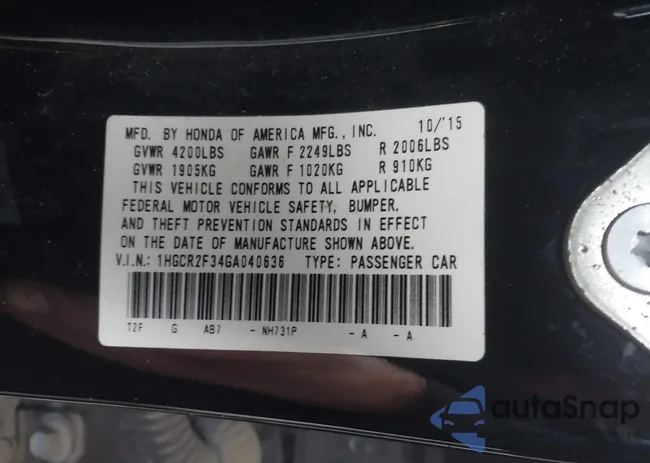 MFD. BY HONDA OF AMERICA MFG., INC. 10/'15
GVWR 4200LBS GAWR F 2249LBS R 2006LBS
GVWR 1905KG GAWR F 1020KG R 910KG
THIS VEHICLE CONFORMS TO ALL APPLICABLE
FEDERAL MOTOR VEHICLE SAFETY, BUMPER,
AND THEFT PREVENTION STANDARDS IN EFFECT
ON THE DATE OF MANUFACTURE SHOWN ABOVE.
V.I.N.: 1HGCR2F34GA040636 TYPE: PASSENGER CAR
T2F G AB7 - NH731P - A - A
autaSnap